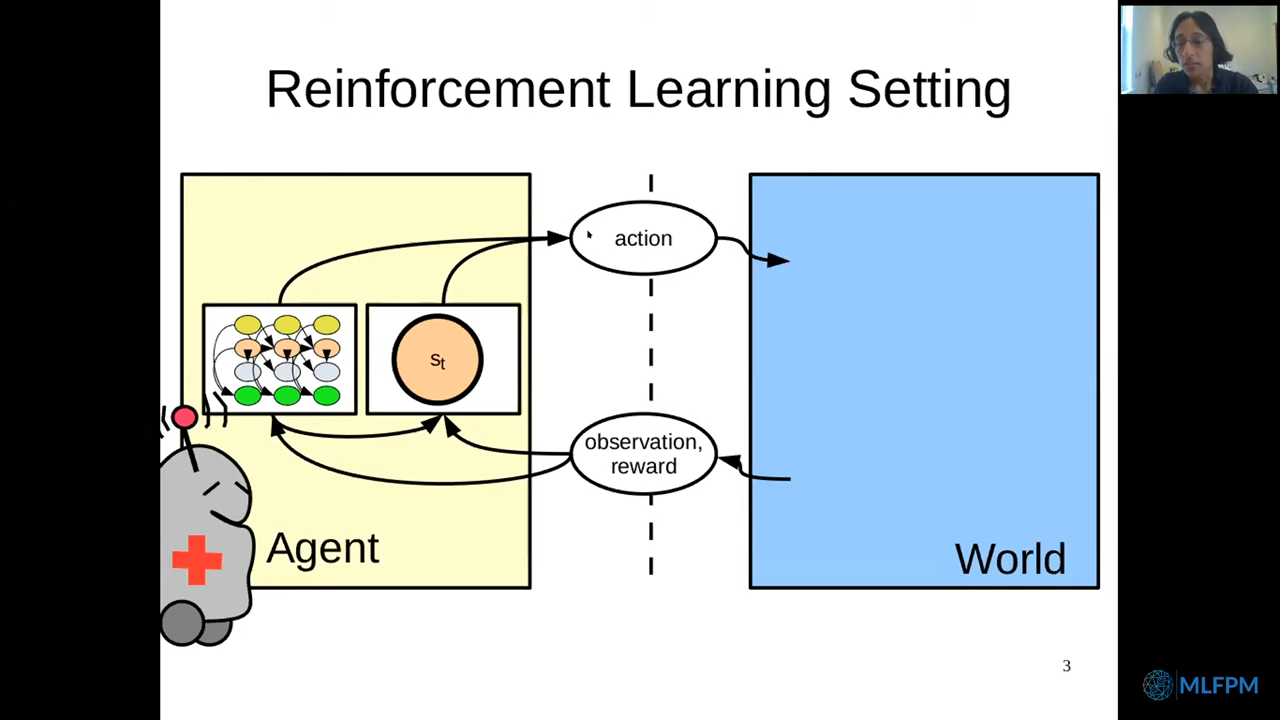 Reinforcement Learning Setting
action
st
observation,
reward
Agent
World
3
MLFPM